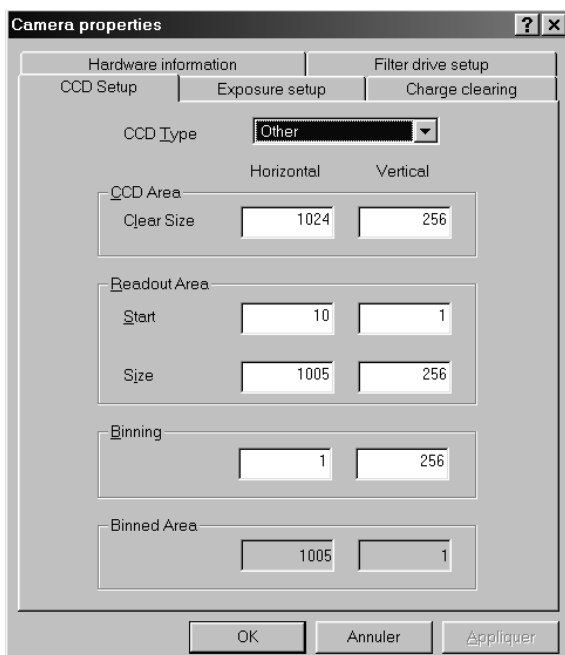 Camera properties
Hardware information Filter drive setup
CCD Setup Exposure setup Charge clearing
CCD Type Other
Horizontal Vertical
CCD Area
Clear Size 1024 256
Readout Area
Start 10 1
Size 1005 256
Binning
1 256
Binned Area
1005 1
OK Annuler Appliquer